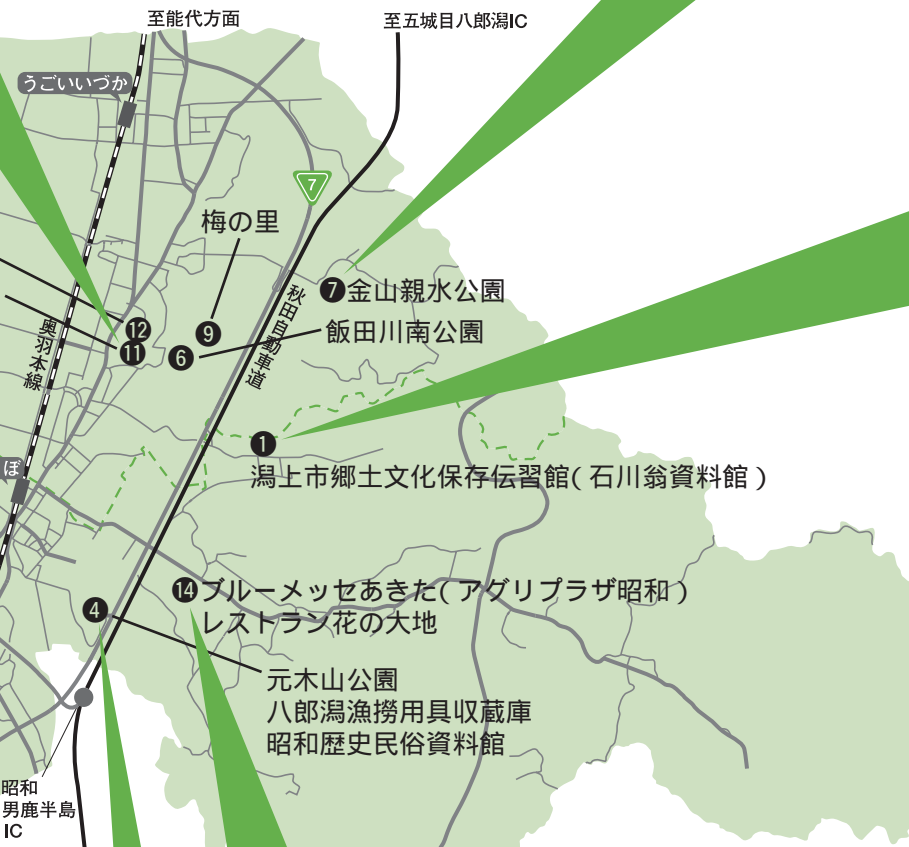 至能代方面
至五城目八郎潟IC
うごいいづか
7
梅の里
秋田自動車道
❼金山親水公園
飯田川南公園
⓬
⓫
❾
❻
奥羽本線
❶
潟上市郷土文化保存伝習館(石川翁資料館)
ぼ
⓮ブルーメッセあきた(アグリプラザ昭和)
レストラン花の大地
❹
元木山公園
八郎潟漁撈用具収蔵庫
昭和歴史民俗資料館
昭和
男鹿半島
IC